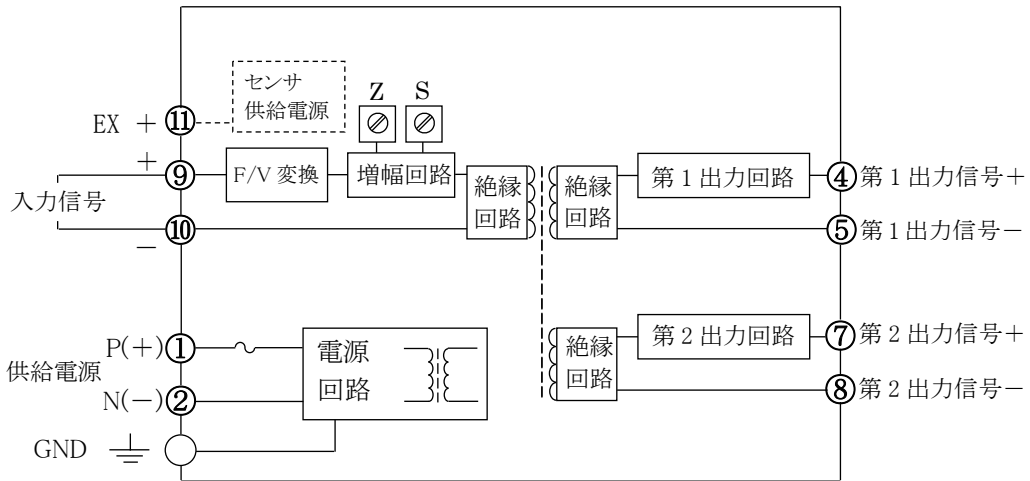 センサ
供給電源
Z
S
EX +
⑪
+
⑨
F/V 変換
増幅回路
絶縁
回路
絶縁
回路
第1出力回路
④
第1出力信号+
入力信号
⑩
−
⑤
第1出力信号−
P(+)
①
電源
回路
供給電源
N(−)
②
GND
絶縁
回路
第2出力回路
⑦
第2出力信号+
⑧
第2出力信号−